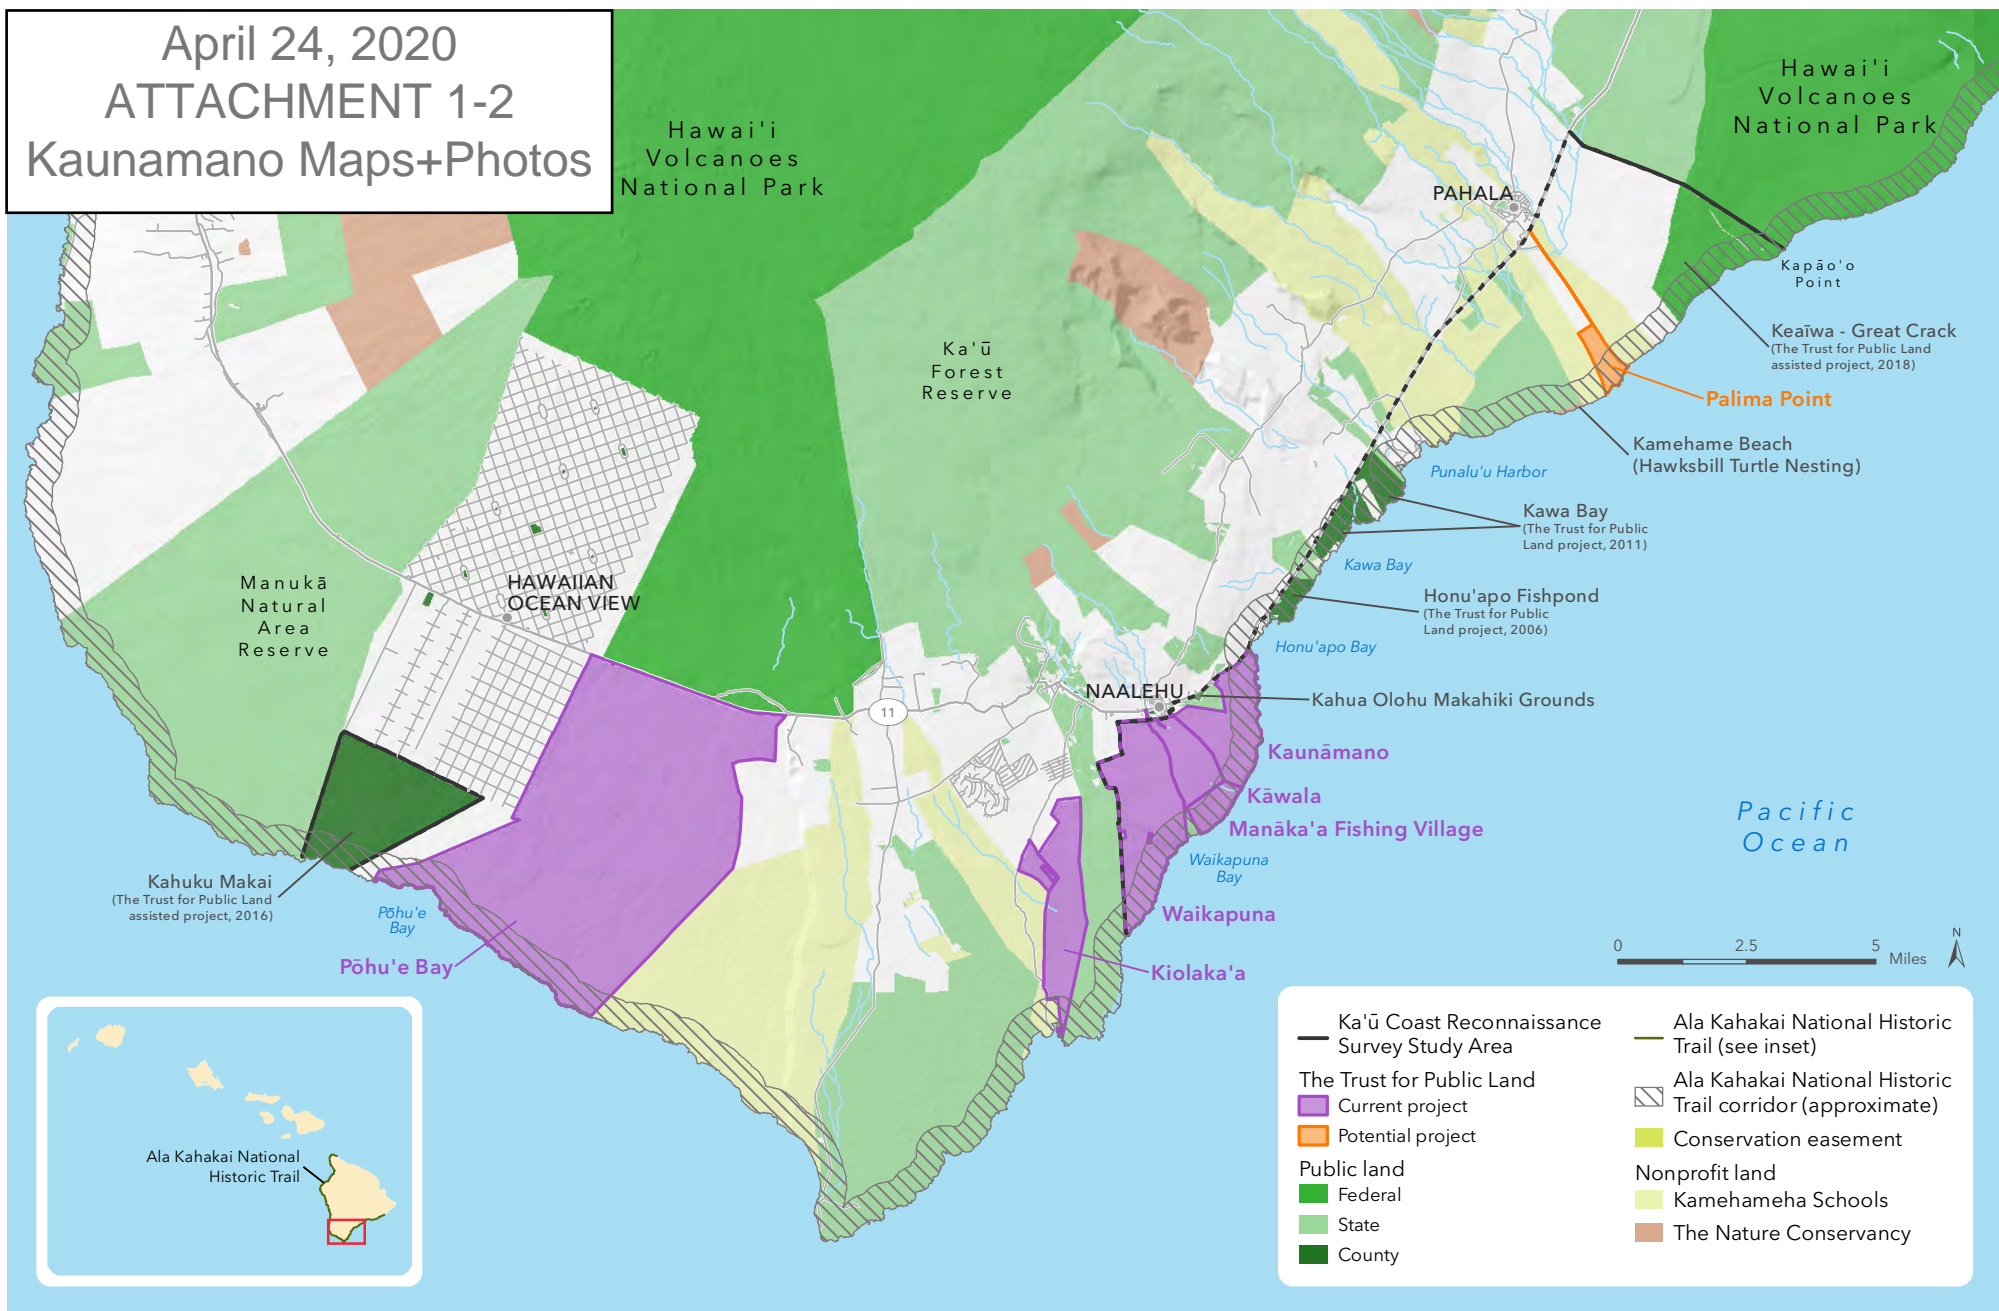 April 24, 2020
ATTACHMENT 1-2
Kaunamano Maps+Photos
Hawai'i
Volcanoes
National Park
Hawai'i
Volcanoes
National Park
PAHALA
Kapāo'o
Point
Keaīwa - Great Crack
(The Trust for Public Land
assisted project, 2018)
Palima Point
Kamehame Beach
(Hawksbill Turtle Nesting)
Ka'ū
Forest
Reserve
Punalu'u Harbor
Kawa Bay
(The Trust for Public
Land project, 2011)
Kawa Bay
Honu'apo Fishpond
(The Trust for Public
Land project, 2006)
Honu'apo Bay
Manukā
Natural
Area
Reserve
HAWAIIAN
OCEAN VIEW
NAALEHU
Kahua Olohu Makahiki Grounds
11
Kaunāmano
Kāwala
Manāka'a Fishing Village
Waikapuna
Bay
Waikapuna
Kiolaka'a
Pacific
Ocean
Kahuku Makai
(The Trust for Public Land
assisted project, 2016)
Pōhu'e
Bay
Pōhu'e Bay
0 2.5 5
Miles
N
Ala Kahakai National
Historic Trail
Ka'ū Coast Reconnaissance
Survey Study Area
The Trust for Public Land
Current project
Potential project
Public land
Federal
State
County
Ala Kahakai National Historic
Trail (see inset)
Ala Kahakai National Historic
Trail corridor (approximate)
Conservation easement
Nonprofit land
Kamehameha Schools
The Nature Conservancy